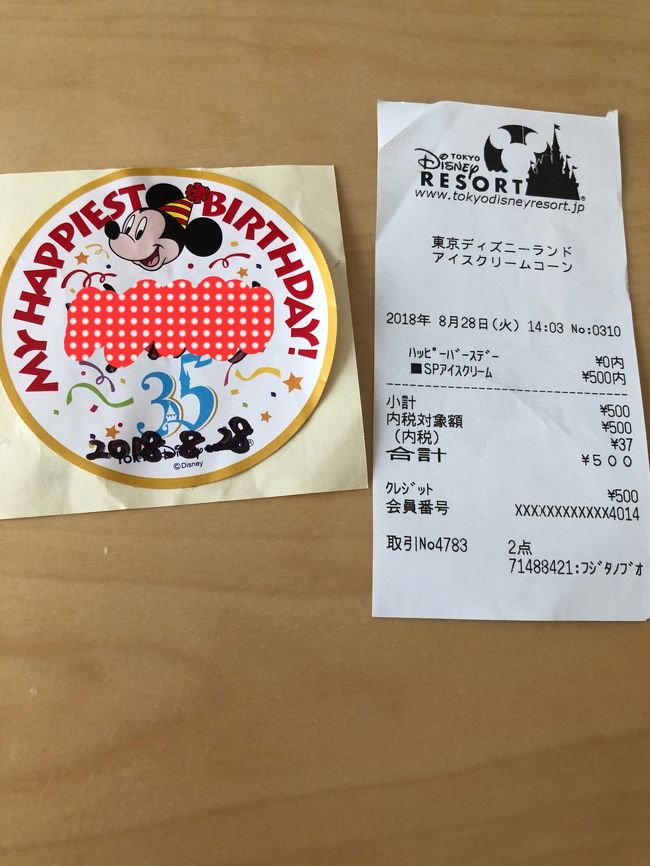 MY HAPPIEST BIRTHDAY!
35
2018.8.28
©Disney
TOKYO
Disney
RESORT
www.tokyodisneyresort.jp
東京ディズニーランド
アイスクリームコーン
2018年 8月28日(火) 14:03 No:0310
ハッピーバースデー ¥0内
■SPアイスクリーム ¥500内
小計 ¥500
内税対象額 ¥500
(内税) ¥37
合計 ¥500
クレジット ¥500
会員番号 XXXXXXXXXXXX4014
取引No4783 2点
71488421:フジタノブオ